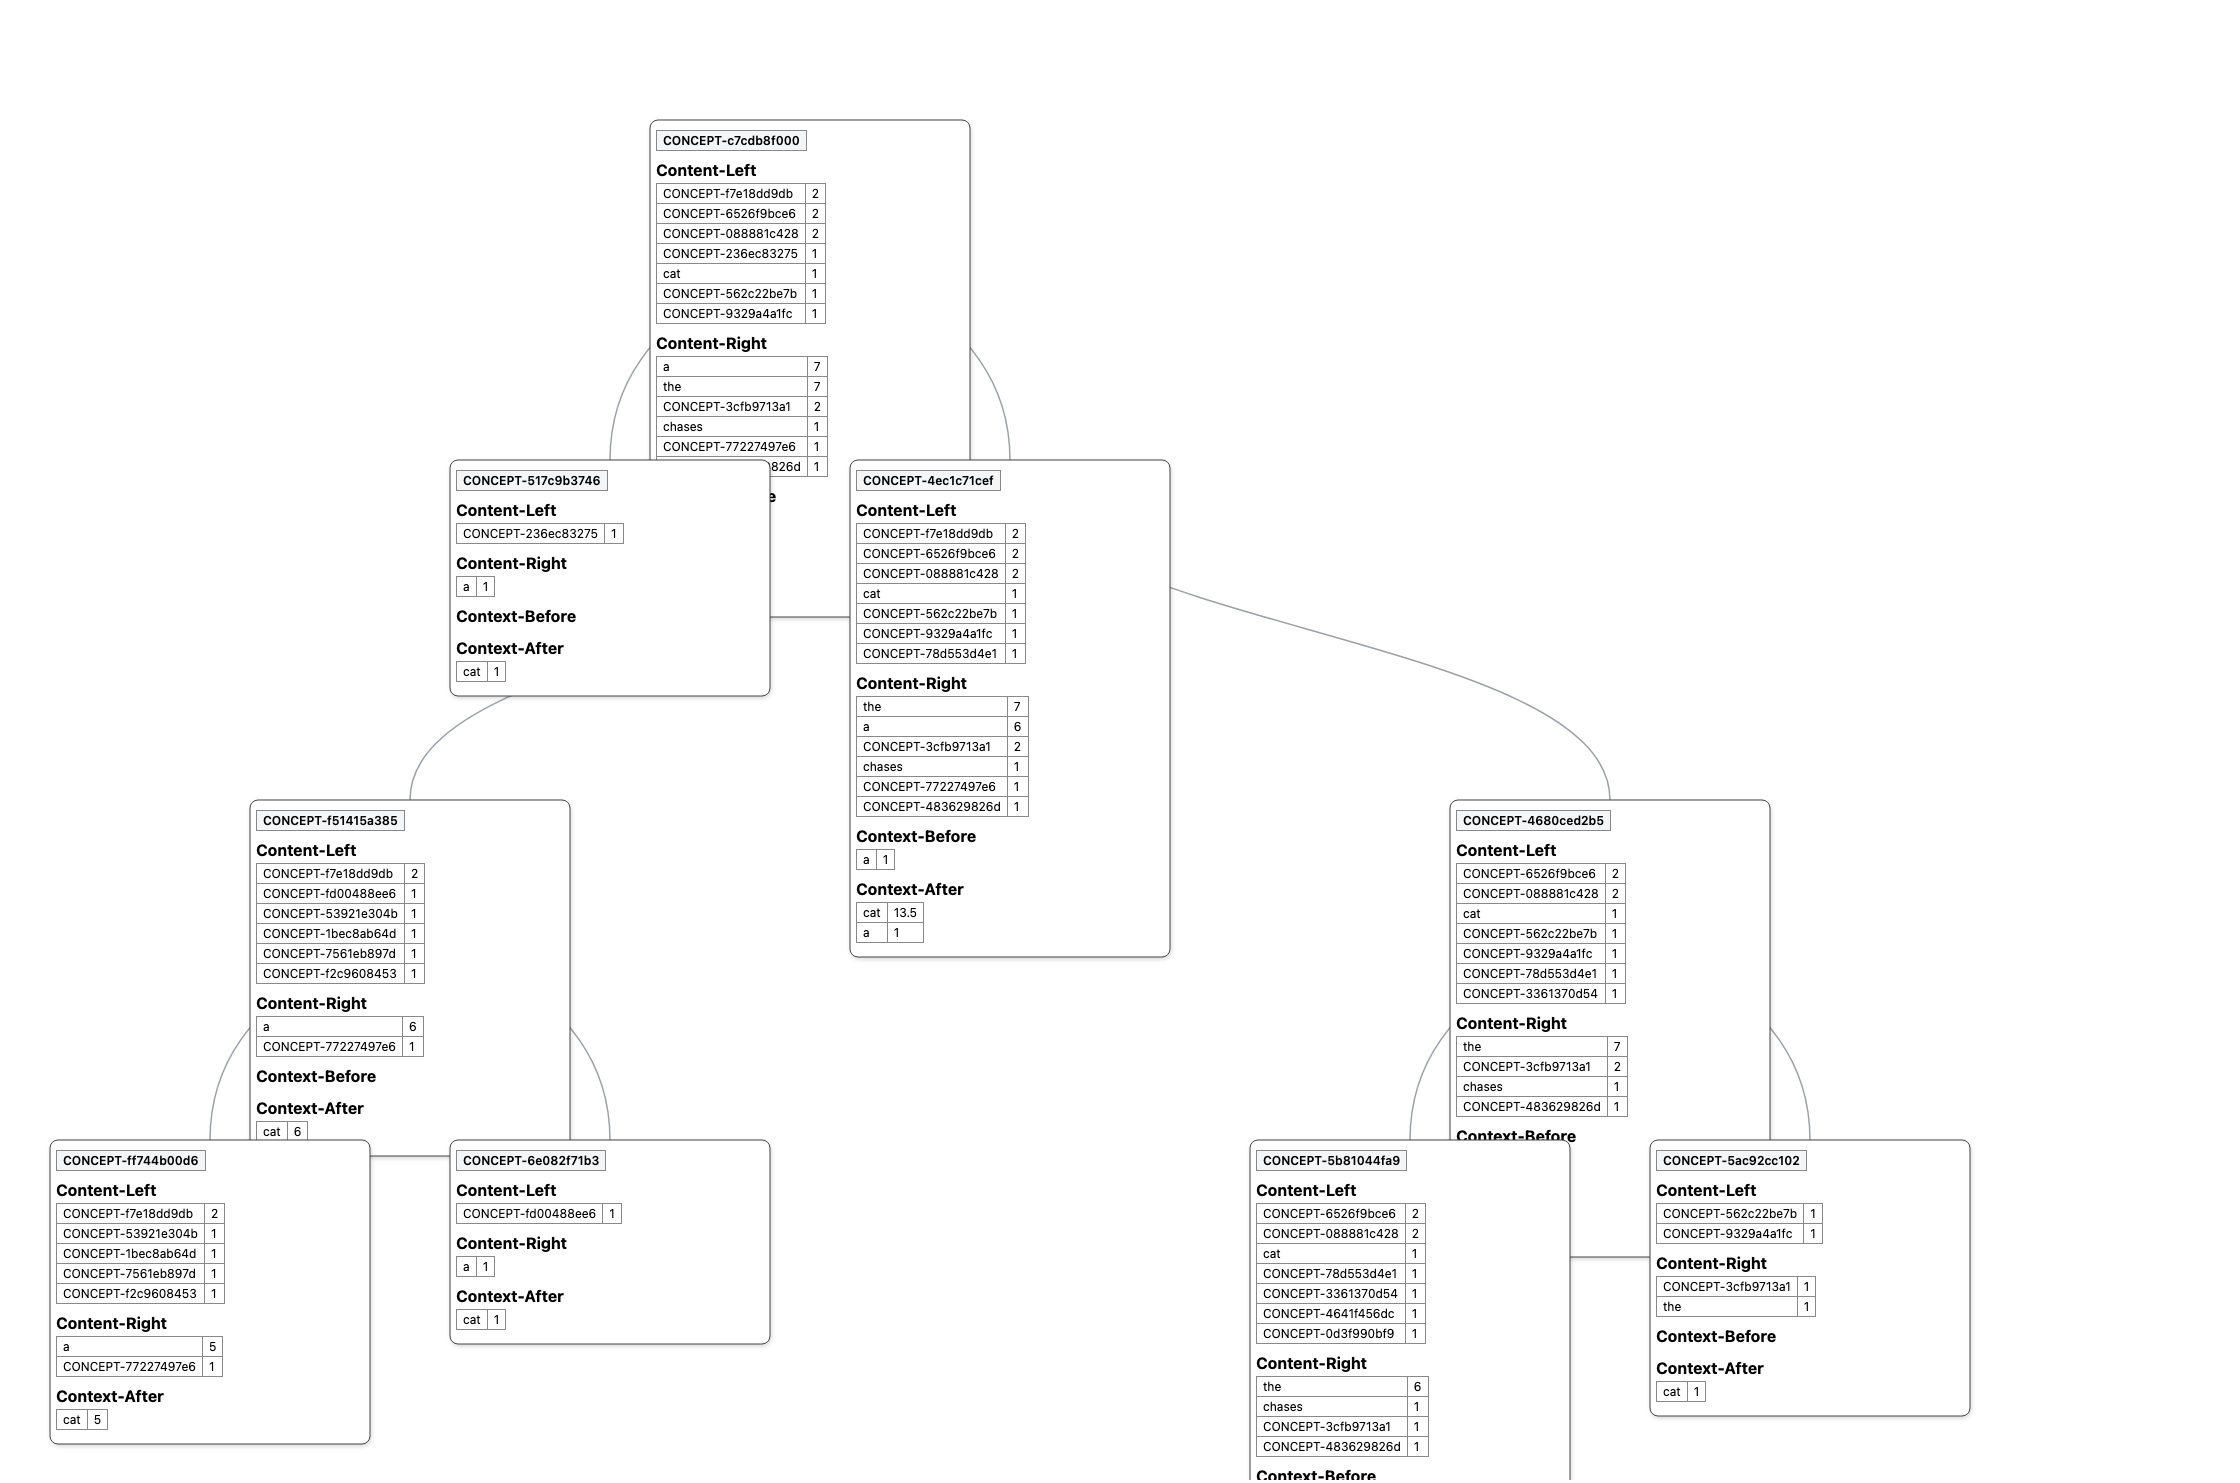 CONCEPT-c7cdb8f000
Content-Left
CONCEPT-f7e18dd9db 2
CONCEPT-6526f9bce6 2
CONCEPT-088881c428 2
CONCEPT-236ec83275 1
cat 1
CONCEPT-562c22be7b 1
CONCEPT-9329a4a1fc 1
Content-Right
a 7
the 7
CONCEPT-3cfb9713a1 2
chases 1
CONCEPT-77227497e6 1
826d 1
e
CONCEPT-517c9b3746
Content-Left
CONCEPT-236ec83275 1
Content-Right
a 1
Context-Before
Context-After
cat 1
CONCEPT-4ec1c71cef
Content-Left
CONCEPT-f7e18dd9db 2
CONCEPT-6526f9bce6 2
CONCEPT-088881c428 2
cat 1
CONCEPT-562c22be7b 1
CONCEPT-9329a4a1fc 1
CONCEPT-78d553d4e1 1
Content-Right
the 7
a 6
CONCEPT-3cfb9713a1 2
chases 1
CONCEPT-77227497e6 1
CONCEPT-483629826d 1
Context-Before
a 1
Context-After
cat 13.5
a 1
CONCEPT-f51415a385
Content-Left
CONCEPT-f7e18dd9db 2
CONCEPT-fd00488ee6 1
CONCEPT-53921e304b 1
CONCEPT-1bec8ab64d 1
CONCEPT-7561eb897d 1
CONCEPT-f2c9608453 1
Content-Right
a 6
CONCEPT-77227497e6 1
Context-Before
Context-After
cat 6
CONCEPT-4680ced2b5
Content-Left
CONCEPT-6526f9bce6 2
CONCEPT-088881c428 2
cat 1
CONCEPT-562c22be7b 1
CONCEPT-9329a4a1fc 1
CONCEPT-78d553d4e1 1
CONCEPT-3361370d54 1
Content-Right
the 7
CONCEPT-3cfb9713a1 2
chases 1
CONCEPT-483629826d 1
Context-Before
CONCEPT-ff744b00d6
Content-Left
CONCEPT-f7e18dd9db 2
CONCEPT-53921e304b 1
CONCEPT-1bec8ab64d 1
CONCEPT-7561eb897d 1
CONCEPT-f2c9608453 1
Content-Right
a 5
CONCEPT-77227497e6 1
Context-After
cat 5
CONCEPT-6e082f71b3
Content-Left
CONCEPT-fd00488ee6 1
Content-Right
a 1
Context-After
cat 1
CONCEPT-5b81044fa9
Content-Left
CONCEPT-6526f9bce6 2
CONCEPT-088881c428 2
cat 1
CONCEPT-78d553d4e1 1
CONCEPT-3361370d54 1
CONCEPT-4641f456dc 1
CONCEPT-0d3f990bf9 1
Content-Right
the 6
chases 1
CONCEPT-3cfb9713a1 1
CONCEPT-483629826d 1
Context-Before
CONCEPT-5ac92cc102
Content-Left
CONCEPT-562c22be7b 1
CONCEPT-9329a4a1fc 1
Content-Right
CONCEPT-3cfb9713a1 1
the 1
Context-Before
Context-After
cat 1